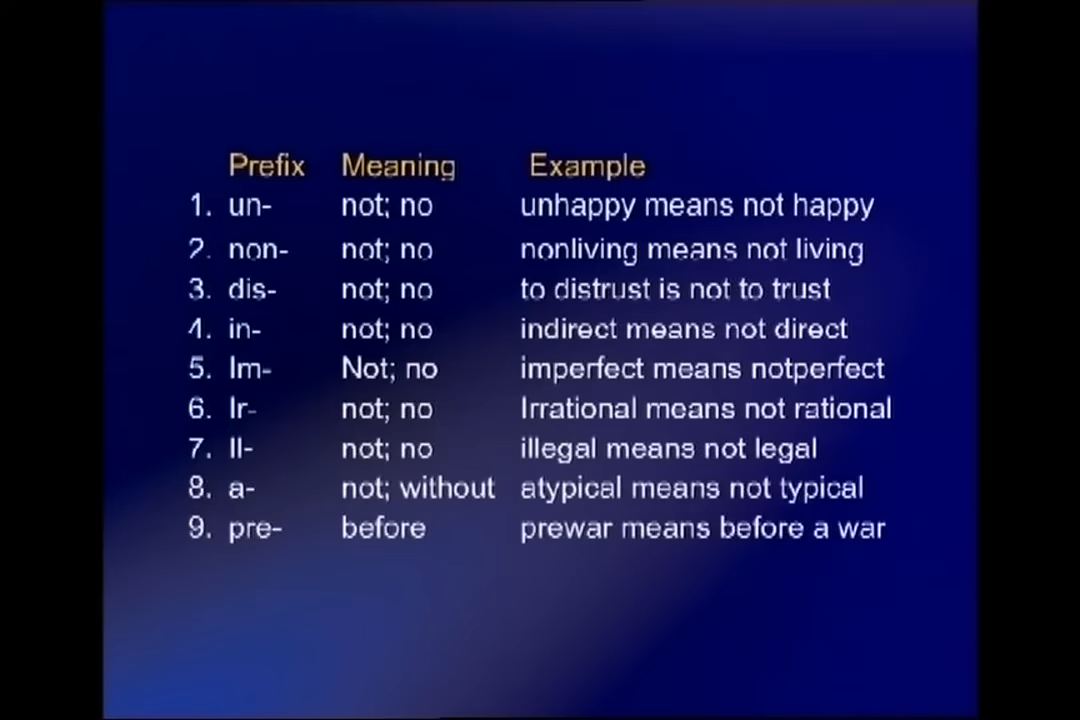 Prefix Meaning Example
1. un- not; no unhappy means not happy
2. non- not; no nonliving means not living
3. dis- not; no to distrust is not to trust
4. in- not; no indirect means not direct
5. Im- Not; no imperfect means notperfect
6. Ir- not; no Irrational means not rational
7. Il- not; no illegal means not legal
8. a- not; without atypical means not typical
9. pre- before prewar means before a war